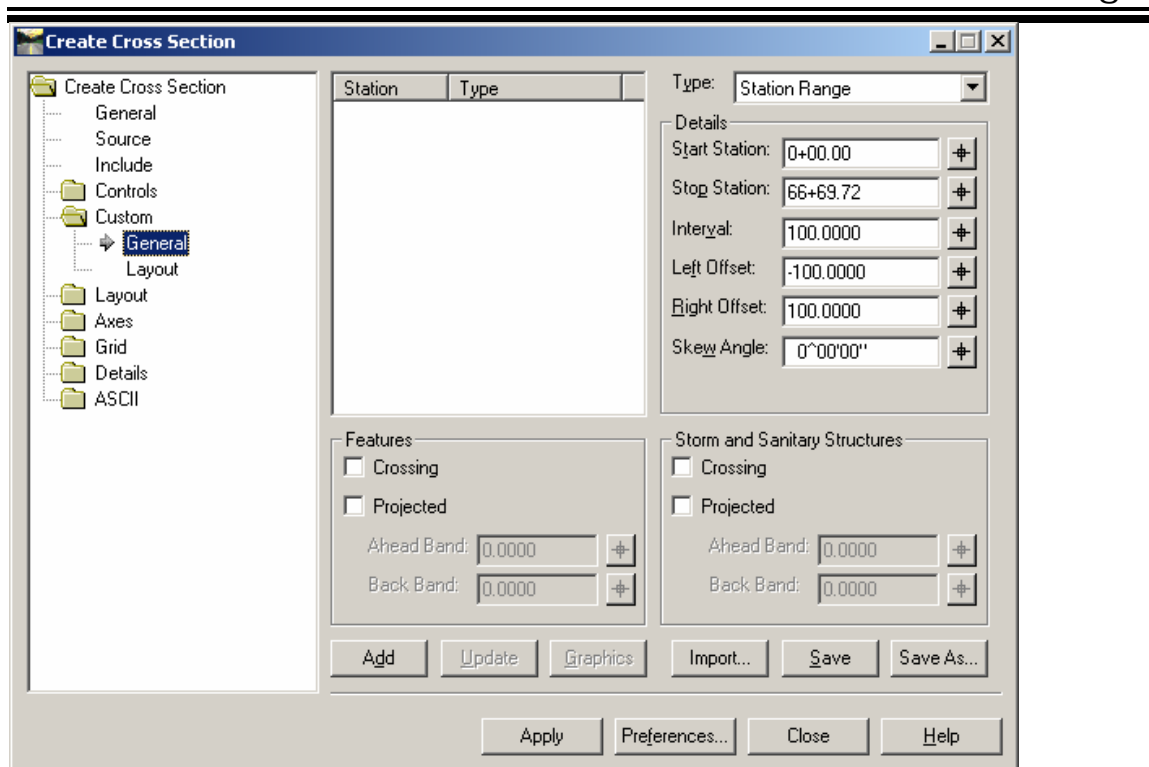 Create Cross Section
Create Cross Section
General
Source
Include
Controls
Custom
General
Layout
Layout
Axes
Grid
Details
ASCII
Station Type
Type: Station Range
Details
Start Station: 0+00.00
Stop Station: 66+69.72
Interval: 100.0000
Left Offset: -100.0000
Right Offset: 100.0000
Skew Angle: 0^00'00"
Features
Crossing
Projected
Ahead Band: 0.0000
Back Band: 0.0000
Storm and Sanitary Structures
Crossing
Projected
Ahead Band: 0.0000
Back Band: 0.0000
Add Update Graphics Import... Save Save As...
Apply Preferences... Close Help